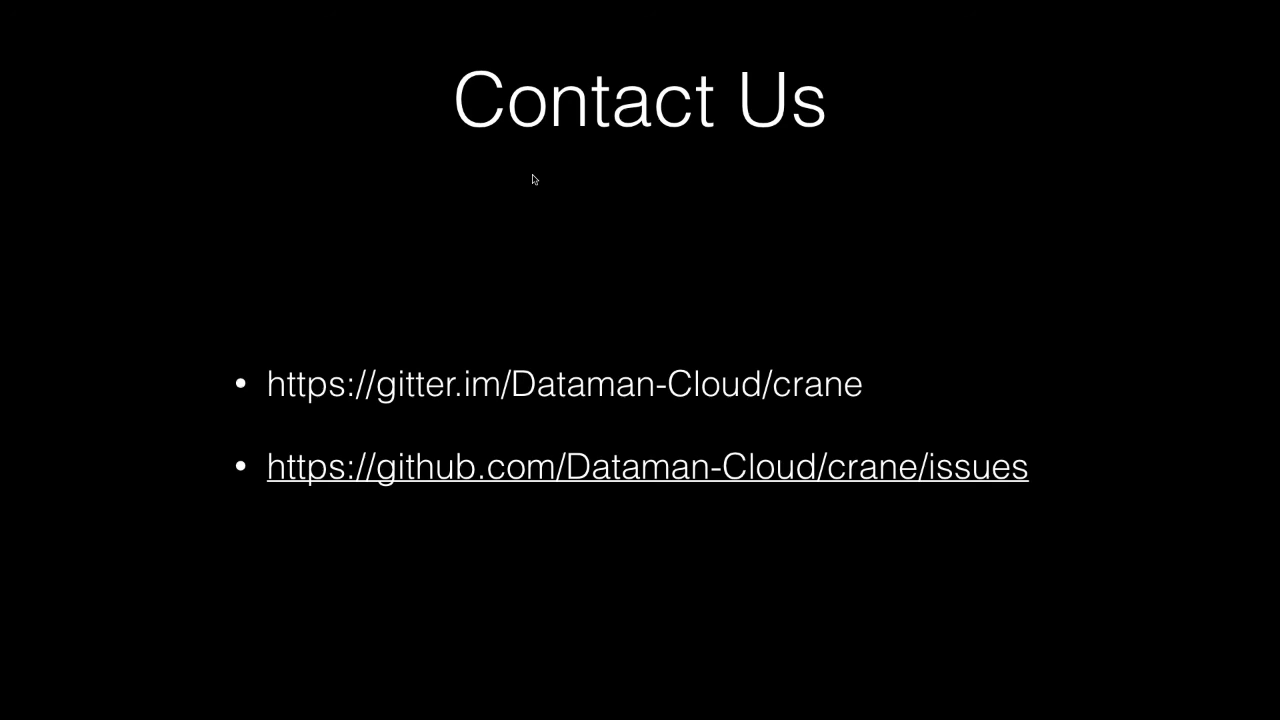 Contact Us
• https://gitter.im/Dataman-Cloud/crane
• https://github.com/Dataman-Cloud/crane/issues